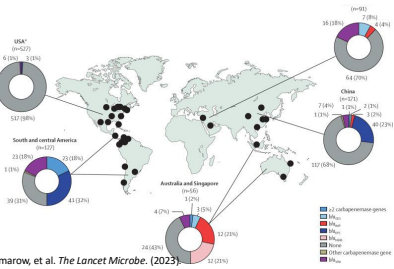 (n=91)
16 (18%)
7 (8%)
4 (4%)
64 (70%)
USA*
(n=527)
6 (1%)
3 (1%)
517 (98%)
China
(n=171)
7 (4%)
1 (1%)
2 (1%)
1 (1%)
3 (2%)
40 (23%)
117 (68%)
South and central America
(n=127)
23 (18%)
23 (18%)
1 (1%)
39 (31%)
41 (32%)
Australia and Singapore
(n=56)
1 (2%)
4 (7%)
3 (5%)
12 (21%)
24 (43%)
12 (21%)
≥2 carbapenemase genes
None
Other carbapenemase gene
marow, et al. The Lancet Microbe. (2023).